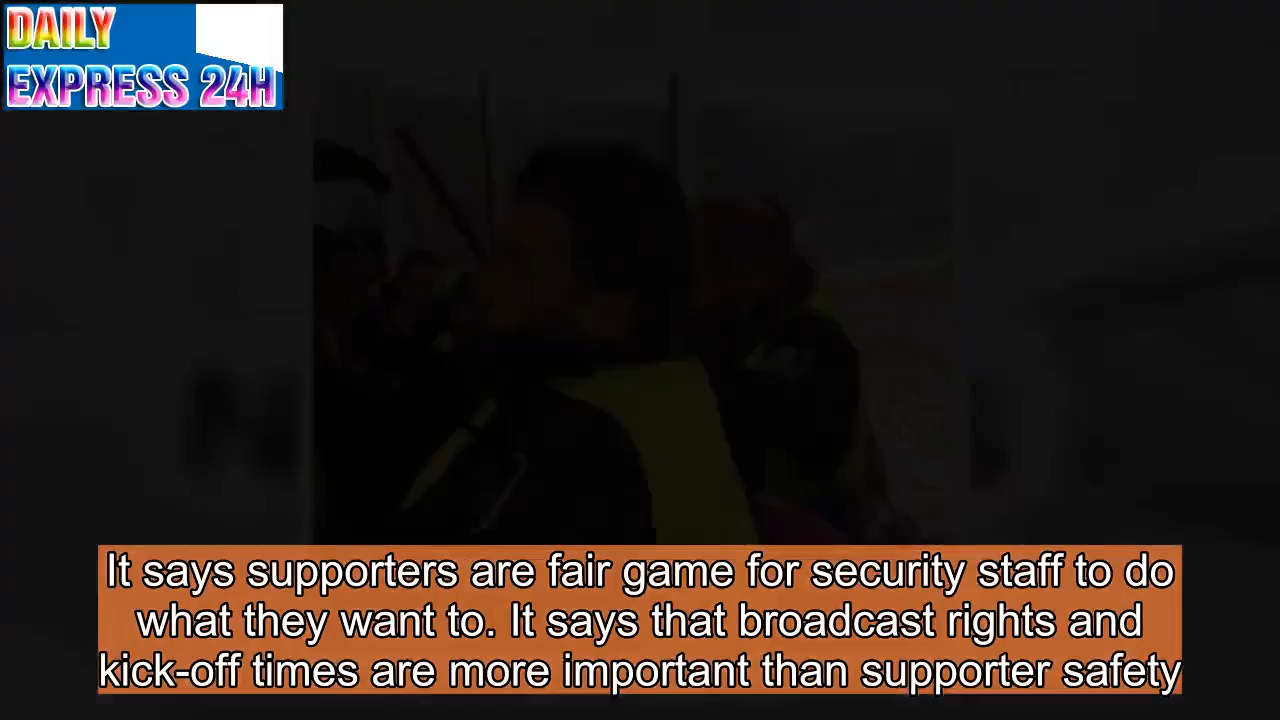 DAILY
EXPRESS 24H
It says supporters are fair game for security staff to do
what they want to. It says that broadcast rights and
kick-off times are more important than supporter safety